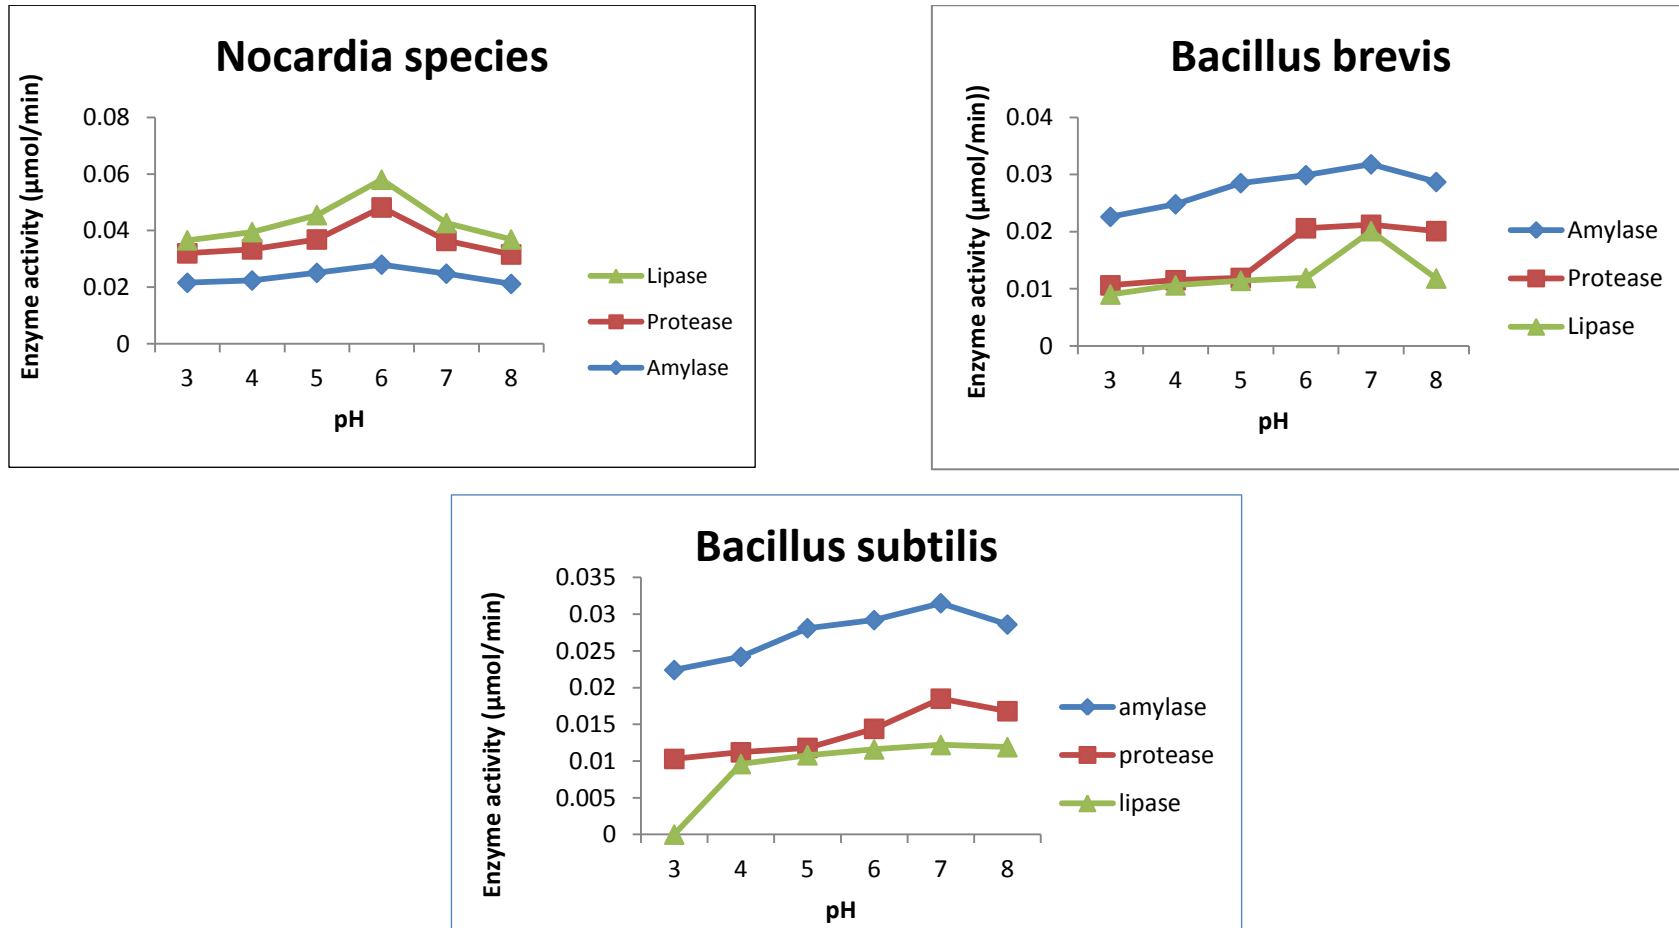 Nocardia species
Enzyme activity (µmol/min)
0.08
0.06
0.04
0.02
0
3 4 5 6 7 8
pH
Lipase
Protease
Amylase
Bacillus brevis
Enzyme activity (µmol/min))
0.04
0.03
0.02
0.01
0
3 4 5 6 7 8
pH
Amylase
Protease
Lipase
Bacillus subtilis
Enzyme activity (µmol/min)
0.035
0.03
0.025
0.02
0.015
0.01
0.005
0
3 4 5 6 7 8
pH
amylase
protease
lipase